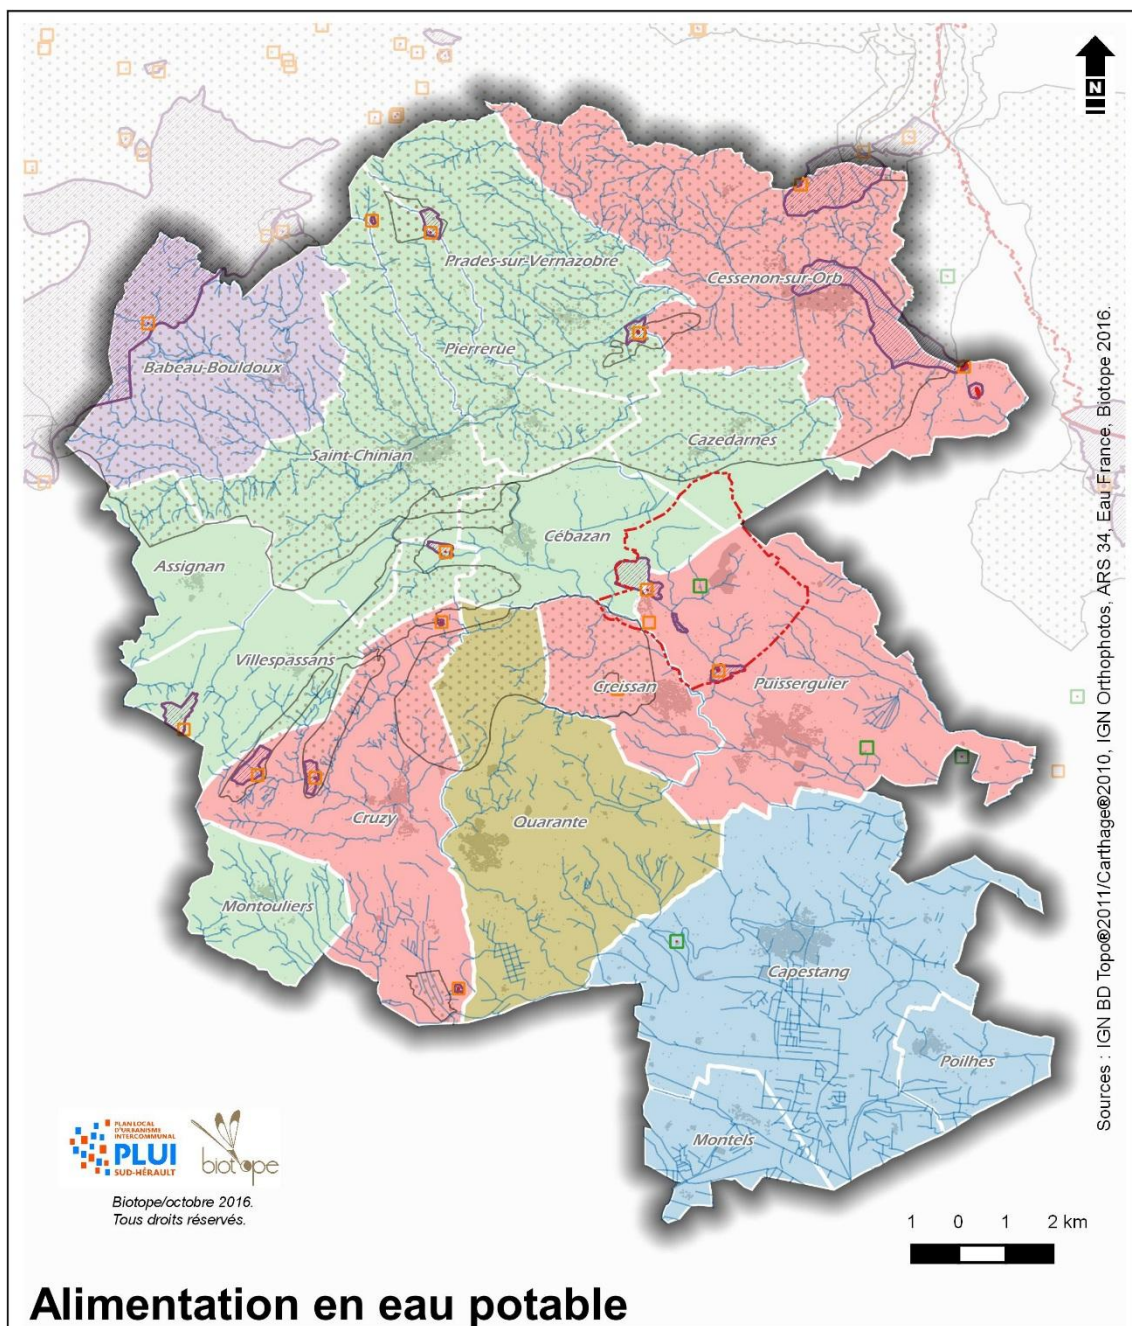 N
Prades-sur-Vernazobre
Cessenon-sur-Orb
Pierrerue
Babeau-Bouldoux
Cazedarnes
Saint-Chinian
Cébazan
Assignan
Villespassans
Creissan
Puisserguier
Cruzy
Quarante
Montouliers
Capestang
Poilhes
Montels
Sources : IGN BD Topo®2011/Carthage®2010, IGN Orthophotos, ARS 34, Eau France, Biotope 2016.
PLAN LOCAL
D'URBANISME
INTERCOMMUNAL
PLUI
SUD-HÉRAULT
biotope
Biotope/octobre 2016.
Tous droits réservés.
1 0 1 2 km
Alimentation en eau potable